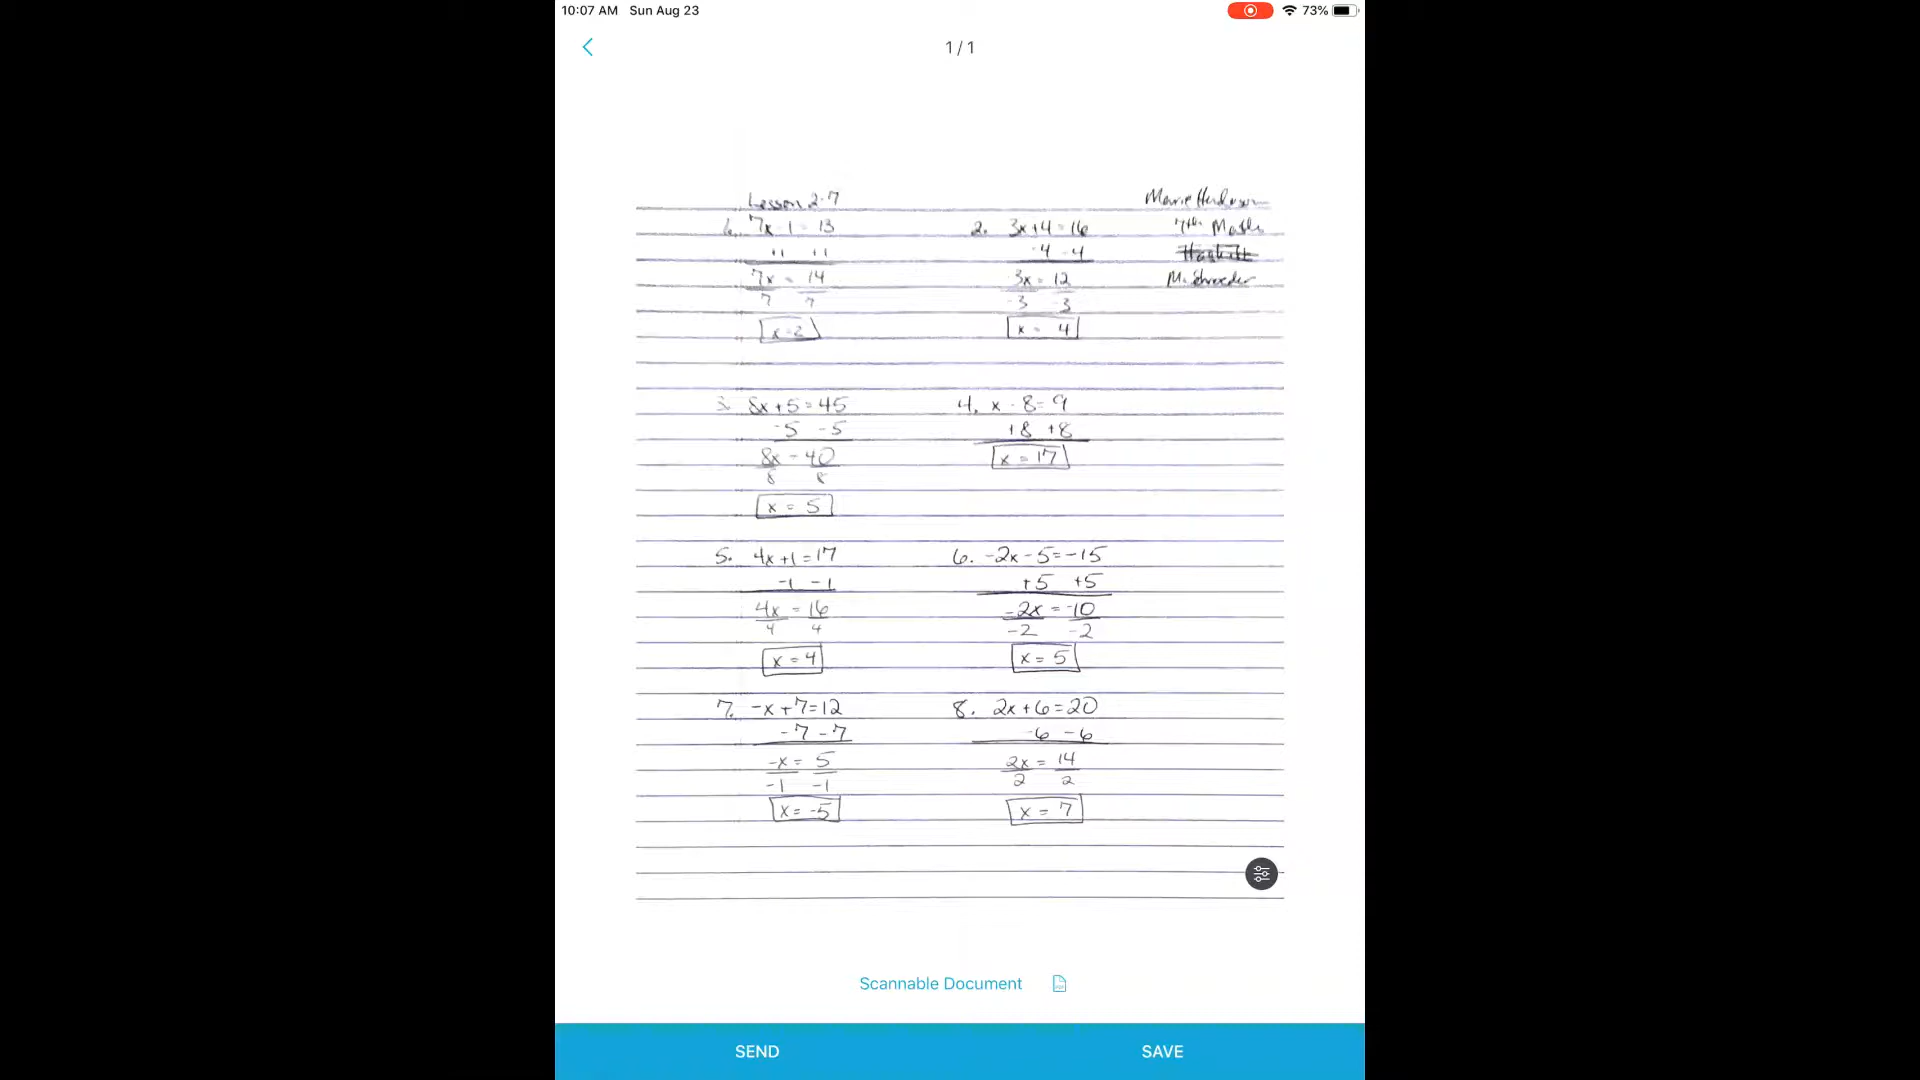 10:07 AM Sun Aug 23
73%
1 / 1
Lesson 2-7
7x - 1 = 13
+1 +1
7x = 14
7 7
x = 2
2. 3x + 4 = 16
-4 -4
3x = 12
-3 -3
x = 4
7th Math
3. 8x + 5 = 45
-5 -5
8x = 40
8 8
x = 5
4. x - 8 = 9
+8 +8
x = 17
5. 4x + 1 = 17
-1 -1
4x = 16
4 4
x = 4
6. -2x - 5 = -15
+5 +5
-2x = -10
-2 -2
x = 5
7. -x + 7 = 12
-7 -7
-x = 5
-1 -1
x = -5
8. 2x + 6 = 20
-6 -6
2x = 14
2 2
x = 7
Scannable Document
PDF
SEND
SAVE